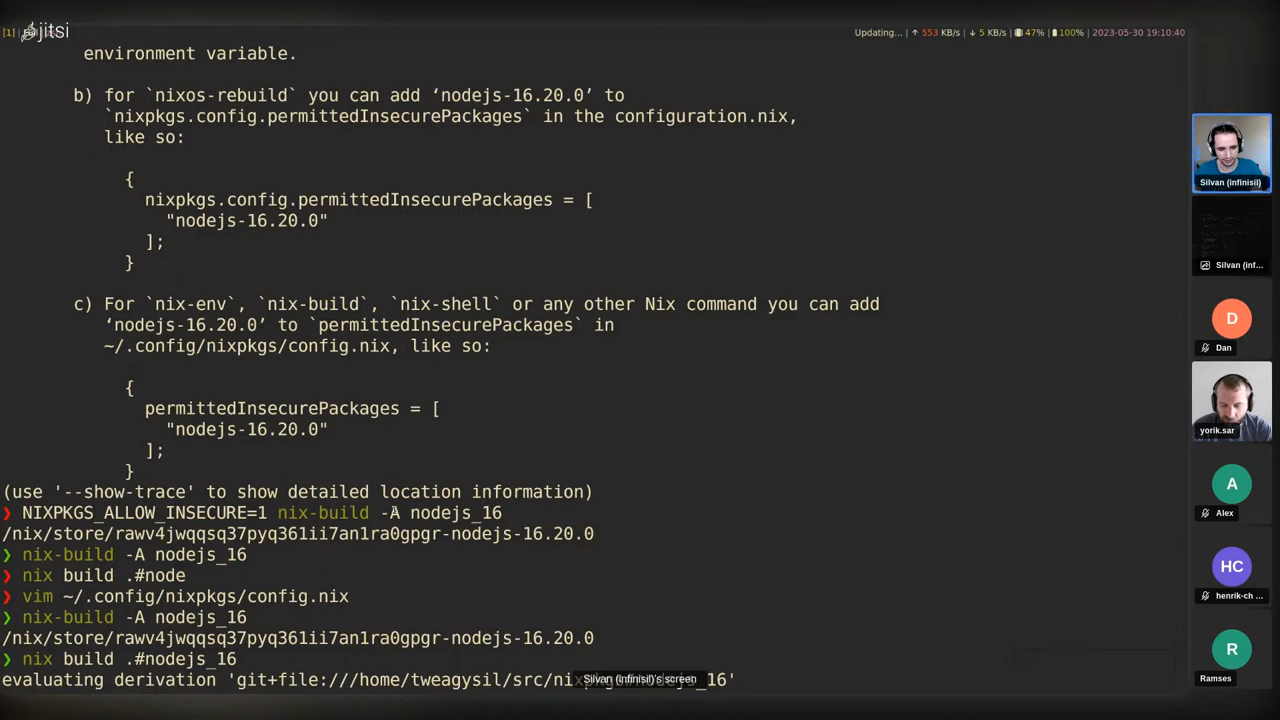 jitsi
[1]
Updating... | ↑ 553 KB/s | ↓ 5 KB/s | 47% | 100% | 2023-05-30 19:10:40
environment variable.
b) for `nixos-rebuild` you can add ‘nodejs-16.20.0’ to
`nixpkgs.config.permittedInsecurePackages` in the configuration.nix,
like so:
{
nixpkgs.config.permittedInsecurePackages = [
"nodejs-16.20.0"
];
}
c) For `nix-env`, `nix-build`, `nix-shell` or any other Nix command you can add
‘nodejs-16.20.0’ to `permittedInsecurePackages` in
~/.config/nixpkgs/config.nix, like so:
{
permittedInsecurePackages = [
"nodejs-16.20.0"
];
}
(use '--show-trace' to show detailed location information)
❯ NIXPKGS_ALLOW_INSECURE=1 nix-build -A nodejs_16
/nix/store/rawv4jwqqsq37pyq361ii7an1ra0gpgr-nodejs-16.20.0
❯ nix-build -A nodejs_16
❯ nix build .#node
❯ vim ~/.config/nixpkgs/config.nix
❯ nix-build -A nodejs_16
/nix/store/rawv4jwqqsq37pyq361ii7an1ra0gpgr-nodejs-16.20.0
❯ nix build .#nodejs_16
evaluating derivation 'git+file:///home/tweagysil/src/ni _16'
Silvan (infinisil)'s screen
Silvan (infinisil)
Silvan (inf...
D
Dan
yorik.sar
A
Alex
HC
henrik-ch ...
R
Ramses